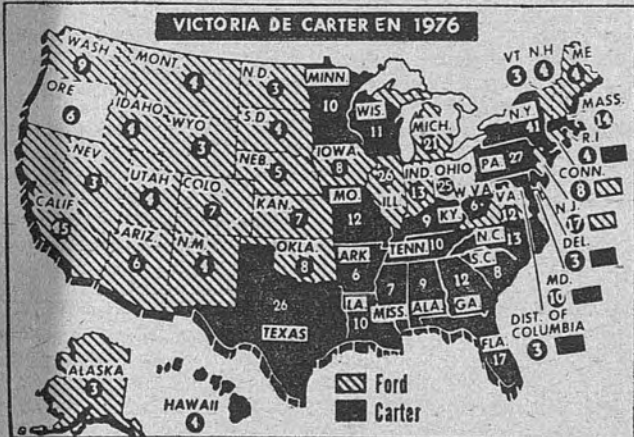 VICTORIA DE CARTER EN 1976
WASH
9
ORE
6
CALIF.
45
NEV.
3
IDAHO
4
MONT.
4
WYO
3
UTAH
4
ARIZ.
6
COLO.
7
N.M.
4
N.D.
3
S.D.
4
NEB.
5
KAN.
7
OKLA.
8
26
TEXAS
MINN.
10
IOWA
8
MO.
12
ARK.
6
LA.
10
WIS.
11
MICH.
21
26
ILL.
IND.
13
OHIO
25
KY.
9
TENN. 10
MISS.
7
ALA.
9
GA.
12
FLA.
17
S.C.
8
N.C.
13
VA.
12
W.VA.
6
PA. 27
N.Y.
41
VT
3
N.H
4
ME
4
MASS.
14
R.I
4
CONN.
8
N.J.
17
DEL.
3
MD.
10
DIST. OF
COLUMBIA
3
ALASKA
3
HAWAII
4
Ford
Carter